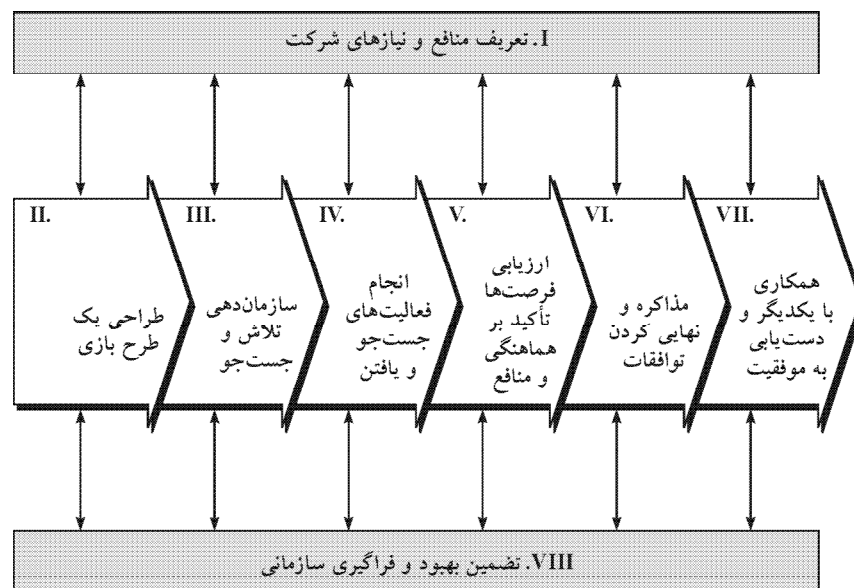 I. تعریف منافع و نیازهای شرکت
II.
طراحی یک
طرح بازی
III.
سازمان‌دهی
تلاش و
جست‌جو
IV.
انجام
فعالیت‌های
جست‌جو
و یافتن
V.
ارزیابی
فرصت‌ها
تأکید بر
هماهنگی
و منافع
VI.
مذاکره و
نهایی کردن
توافقات
VII.
همکاری
با یکدیگر و
دست‌یابی
به موفقیت
VIII. تضمین بهبود و فراگیری سازمانی